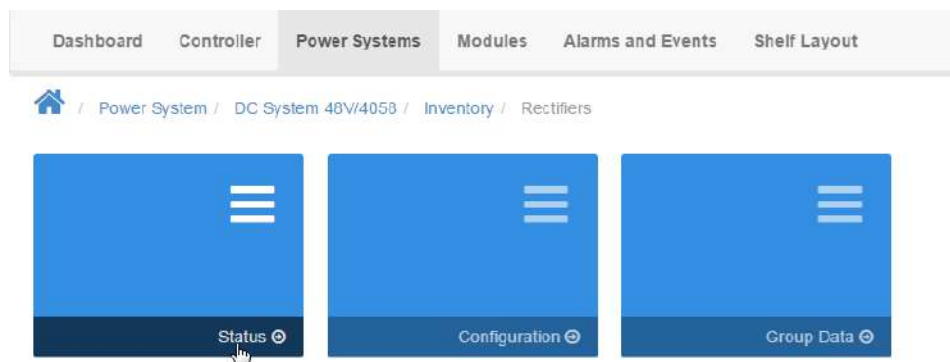 Dashboard Controller Power Systems Modules Alarms and Events Shelf Layout
/ Power System / DC System 48V/4058 / Inventory / Rectifiers
Status
Configuration
Group Data